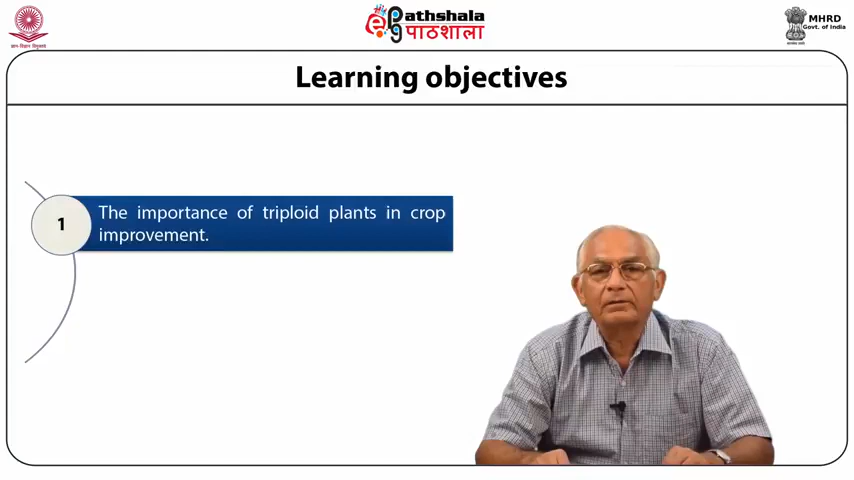 Pathshala
पाठशाला
MHRD
Govt. of India
Learning objectives
1
The importance of triploid plants in crop
improvement.